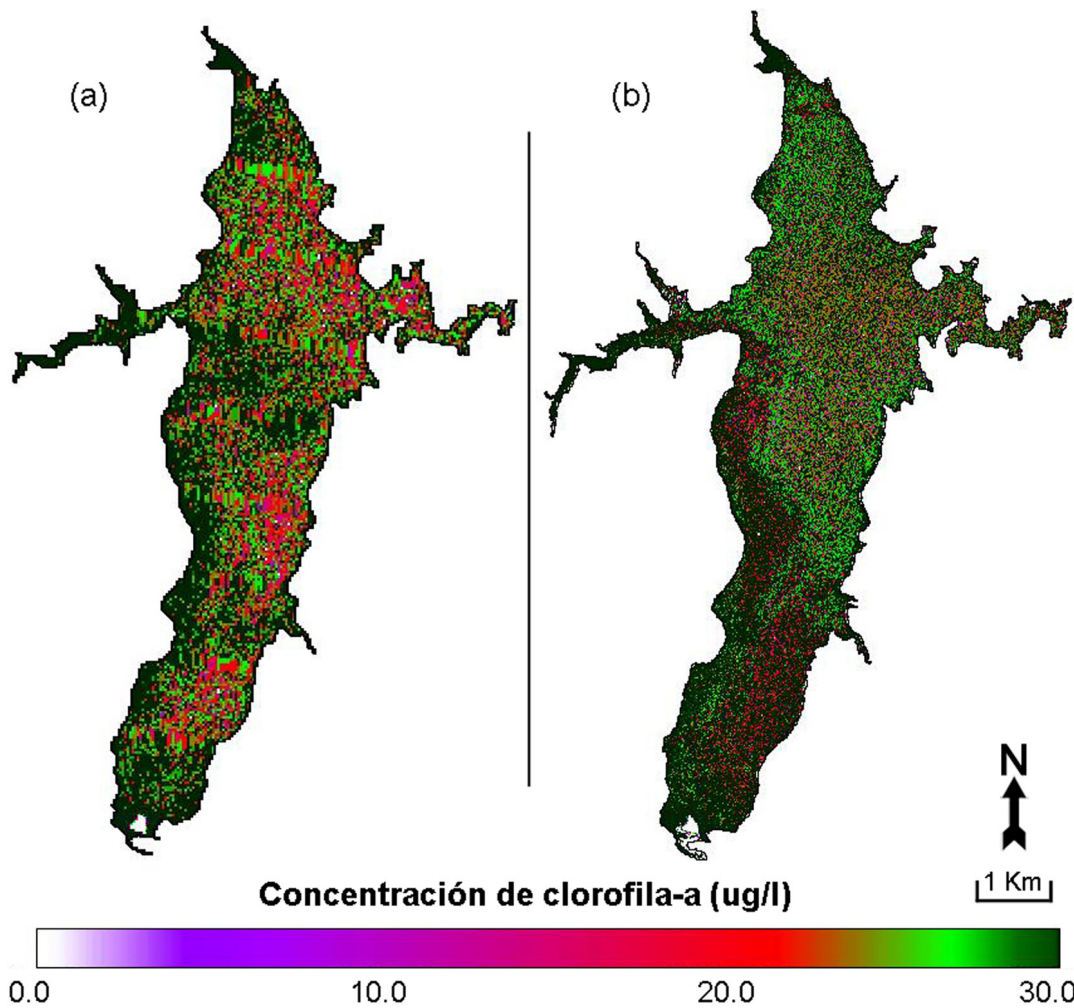 (a)
(b)
N
1 Km
Concentración de clorofila-a (ug/l)
0.0 10.0 20.0 30.0